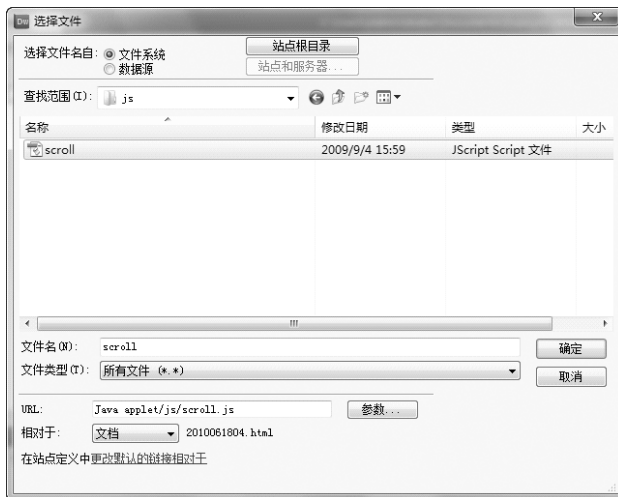 Dw 选择文件
选择文件名自: 文件系统 站点根目录
数据源 站点和服务器...
查找范围(I): js
名称 修改日期 类型 大小
scroll 2009/9/4 15:59 JScript Script 文件
文件名(N): scroll 确定
文件类型(T): 所有文件 (*.*) 取消
URL: Java applet/js/scroll.js 参数...
相对于: 文档 2010061804.html
在站点定义中更改默认的链接相对于